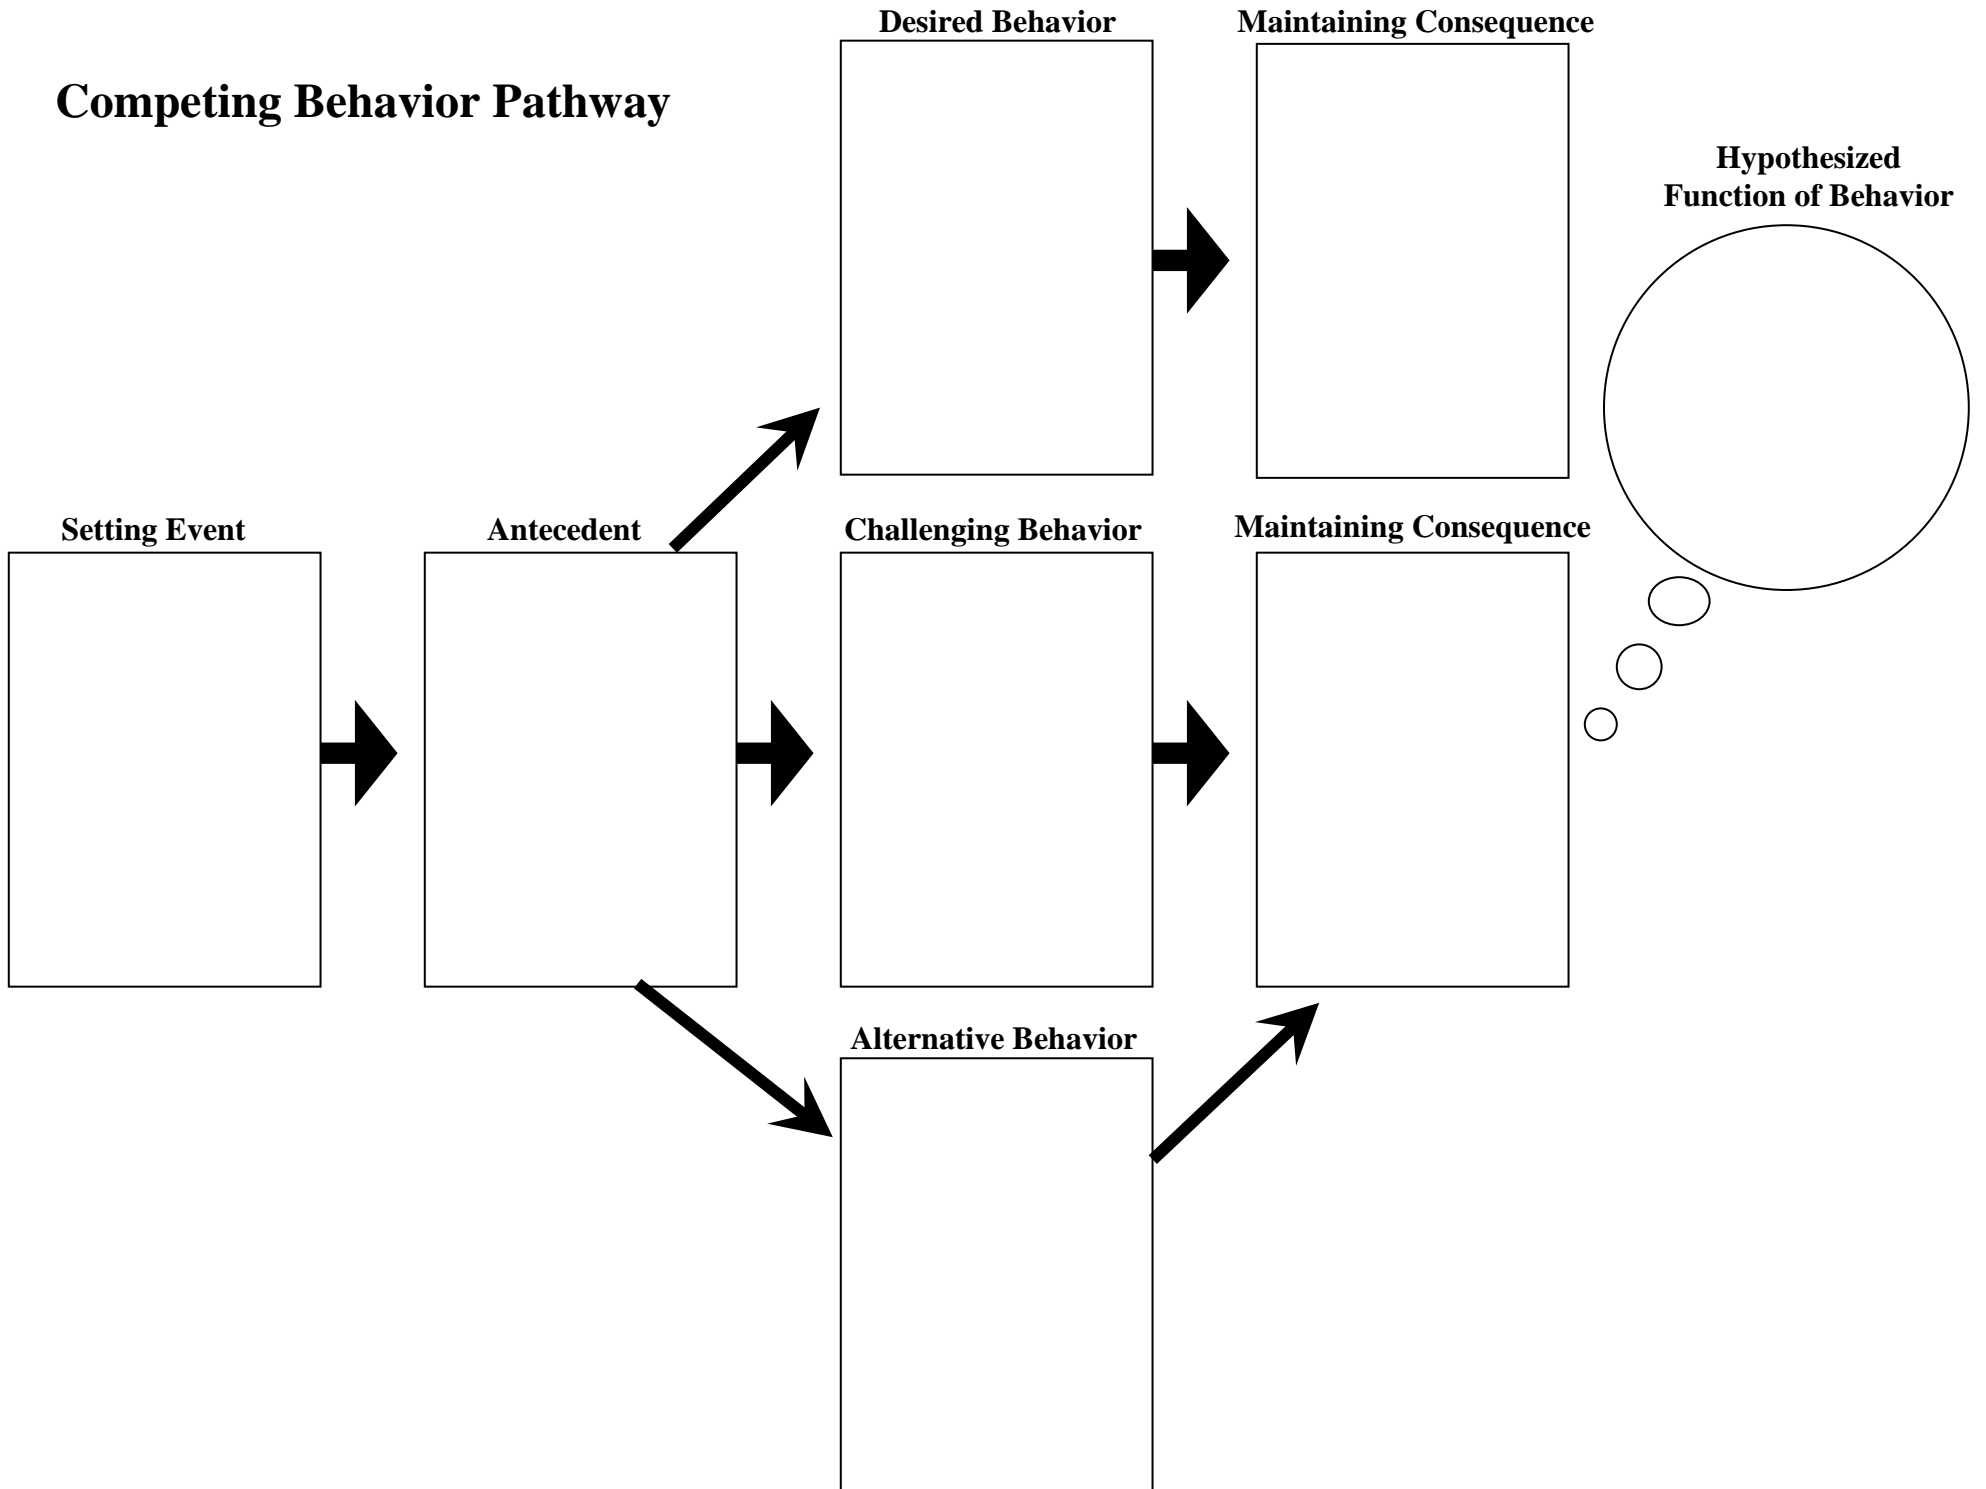 Desired Behavior
Maintaining Consequence
Competing Behavior Pathway
Hypothesized
Function of Behavior
Setting Event
Antecedent
Challenging Behavior
Maintaining Consequence
Alternative Behavior